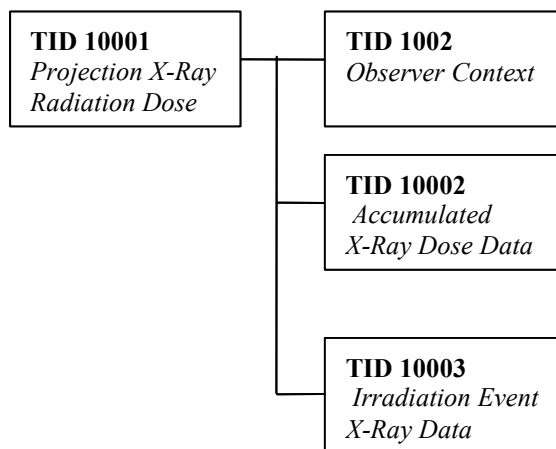 TID 10001
Projection X-Ray
Radiation Dose
TID 1002
Observer Context
TID 10002
Accumulated
X-Ray Dose Data
TID 10003
Irradiation Event
X-Ray Data